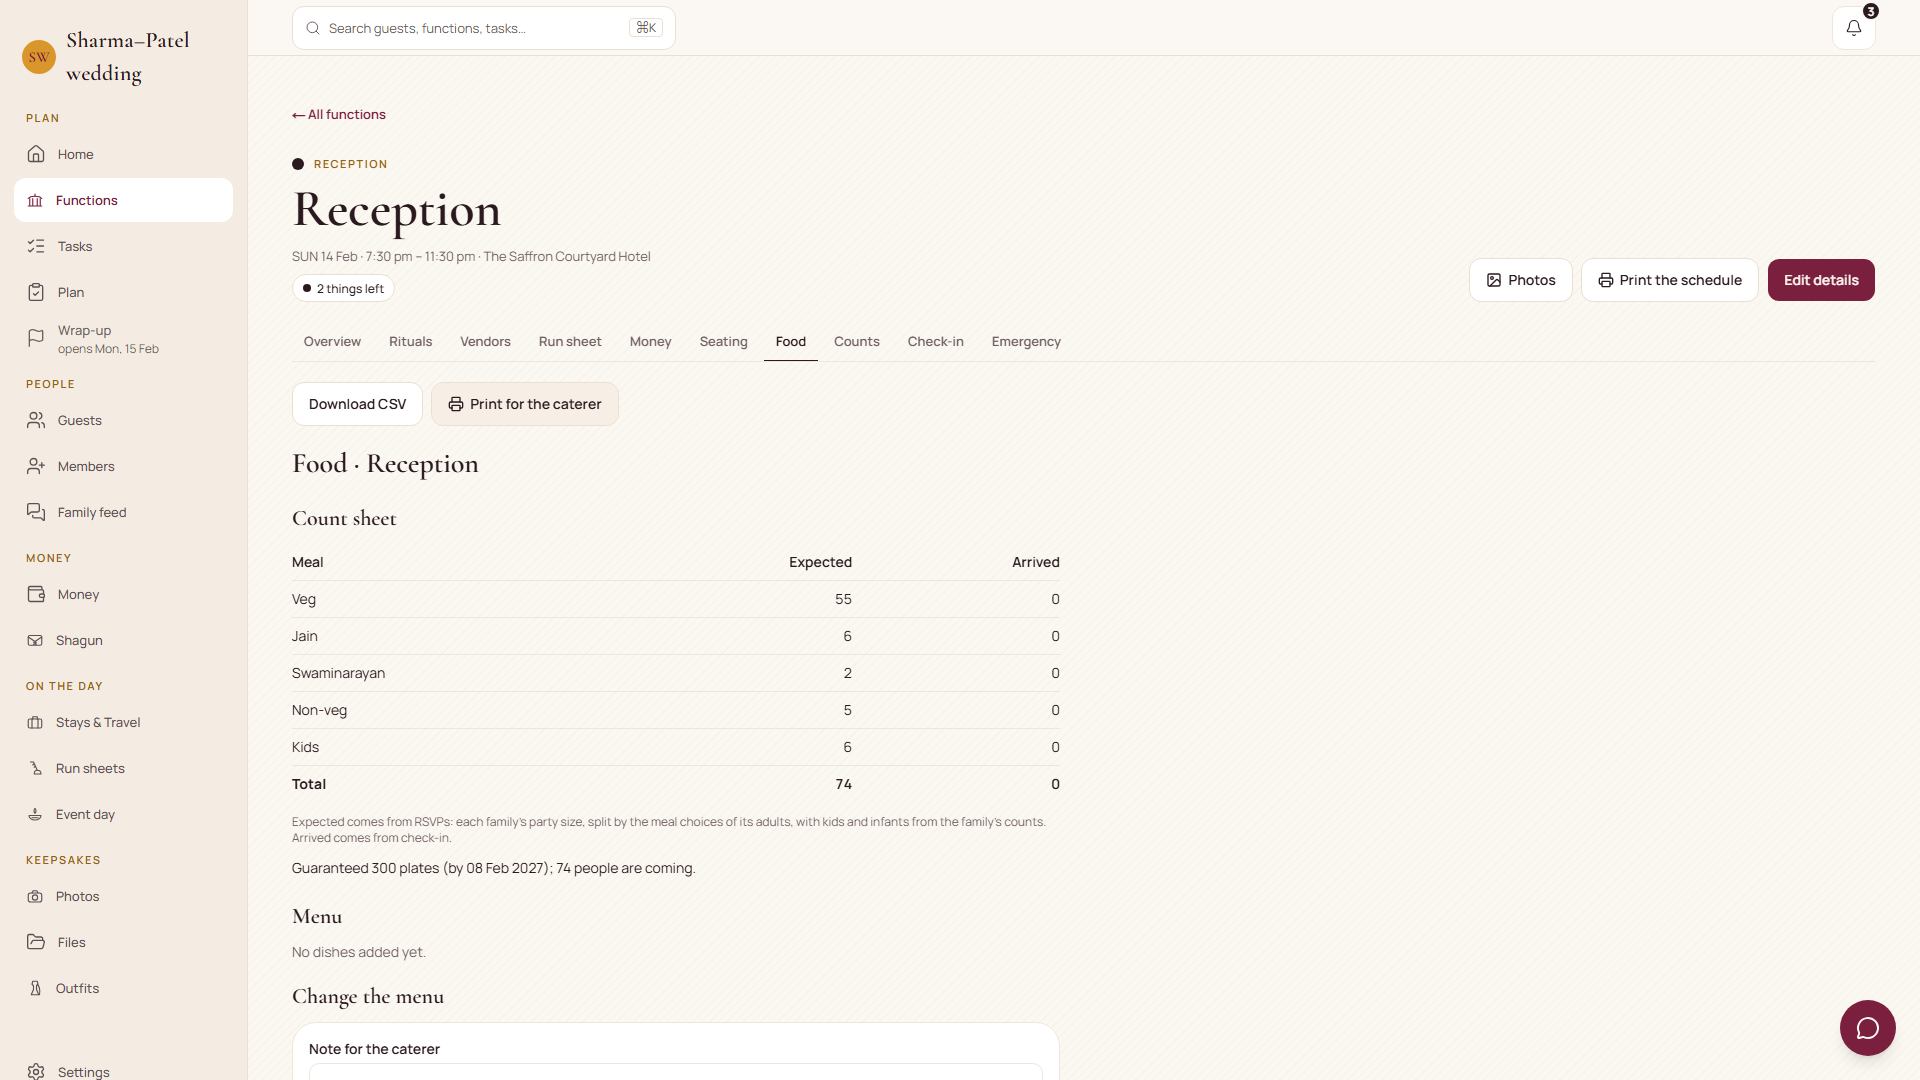 SW
Sharma–Patel
wedding
PLAN
Home
Functions
Tasks
Plan
Wrap-up
opens Mon, 15 Feb
PEOPLE
Guests
Members
Family feed
MONEY
Money
Shagun
ON THE DAY
Stays & Travel
Run sheets
Event day
KEEPSAKES
Photos
Files
Outfits
Settings
Search guests, functions, tasks… ⌘K
3
← All functions
RECEPTION
Reception
SUN 14 Feb · 7:30 pm – 11:30 pm · The Saffron Courtyard Hotel
2 things left
Photos Print the schedule Edit details
Overview Rituals Vendors Run sheet Money Seating Food Counts Check-in Emergency
Download CSV Print for the caterer
Food · Reception
Count sheet
Meal Expected Arrived
Veg 55 0
Jain 6 0
Swaminarayan 2 0
Non-veg 5 0
Kids 6 0
Total 74 0
Expected comes from RSVPs: each family's party size, split by the meal choices of its adults, with kids and infants from the family's counts.
Arrived comes from check-in.
Guaranteed 300 plates (by 08 Feb 2027); 74 people are coming.
Menu
No dishes added yet.
Change the menu
Note for the caterer